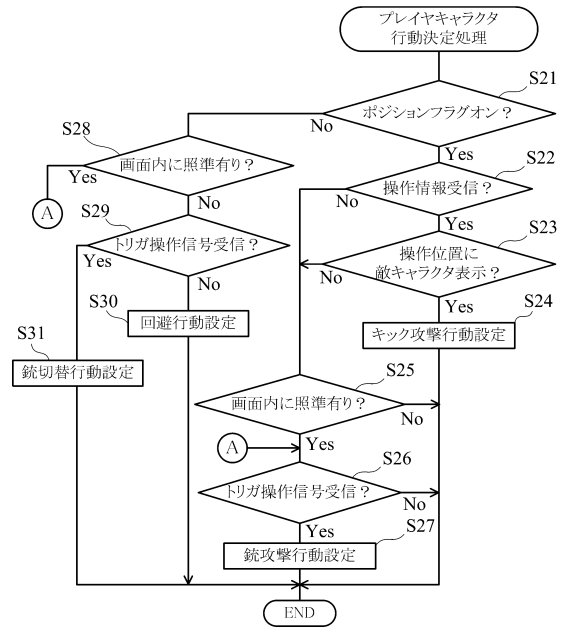 プレイヤキャラクタ
行動決定処理
S21
ポジションフラグオン？
No
Yes
S28
画面内に照準有り？
Yes
No
A
S22
操作情報受信？
No
Yes
S29
トリガ操作信号受信？
Yes
No
S23
操作位置に
敵キャラクタ表示？
No
Yes
S30
回避行動設定
S24
キック攻撃行動設定
S31
銃切替行動設定
S25
画面内に照準有り？
No
Yes
A
S26
トリガ操作信号受信？
No
Yes
S27
銃攻撃行動設定
END